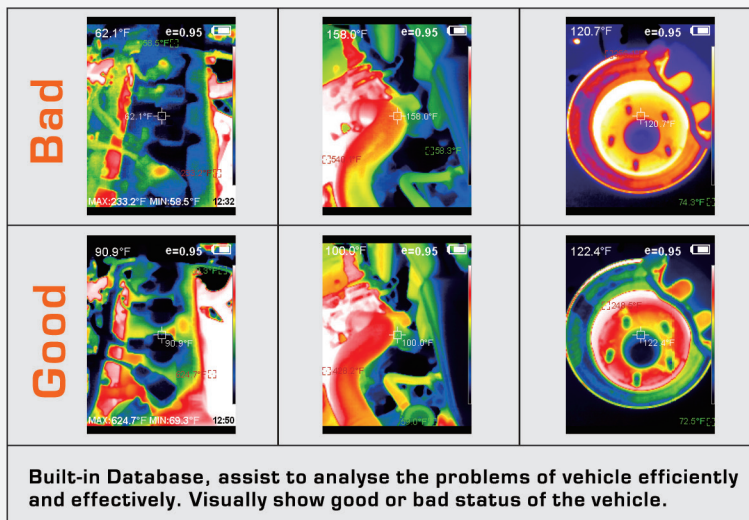 Bad
62.1°F e=0.95
58.5°F
62.1°F
MAX:233.2°F MIN:58.5°F 12:32
158.0°F e=0.95
158.0°F
58.3°F
120.7°F e=0.95
120.7°F
74.3°F
Good
90.9°F e=0.95
90.9°F
MAX:624.7°F MIN:69.3°F 12:50
100.0°F e=0.95
100.0°F
122.4°F e=0.95
248.5°F
122.4°F
72.5°F
Built-in Database, assist to analyse the problems of vehicle efficiently
and effectively. Visually show good or bad status of the vehicle.